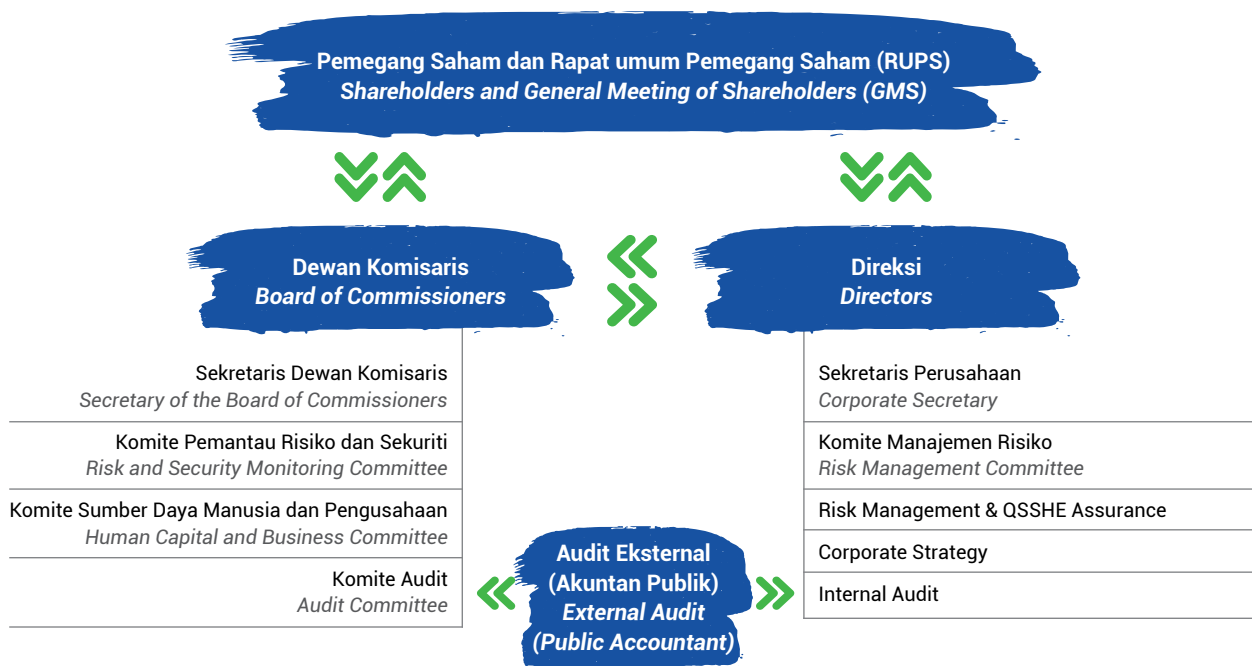 Pemegang Saham dan Rapat umum Pemegang Saham (RUPS)
Shareholders and General Meeting of Shareholders (GMS)
Dewan Komisaris
Board of Commissioners
Direksi
Directors
Sekretaris Dewan Komisaris
Secretary of the Board of Commissioners
Komite Pemantau Risiko dan Sekuriti
Risk and Security Monitoring Committee
Komite Sumber Daya Manusia dan Pengusahaan
Human Capital and Business Committee
Komite Audit
Audit Committee
Audit Eksternal
(Akuntan Publik)
External Audit
(Public Accountant)
Sekretaris Perusahaan
Corporate Secretary
Komite Manajemen Risiko
Risk Management Committee
Risk Management & QSSHE Assurance
Corporate Strategy
Internal Audit